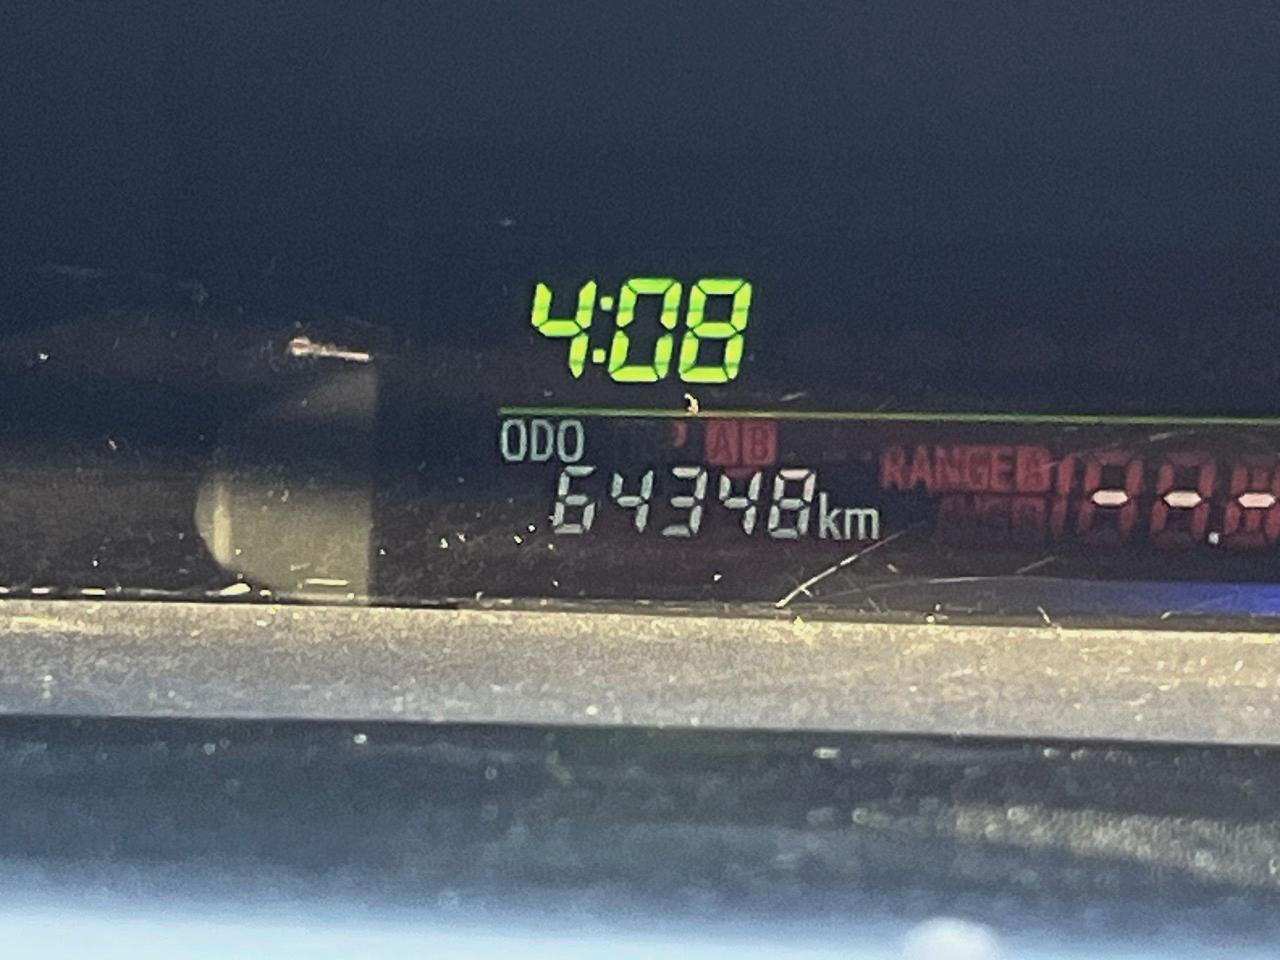 4:08
ODO A B
64348km
RANGE - - -